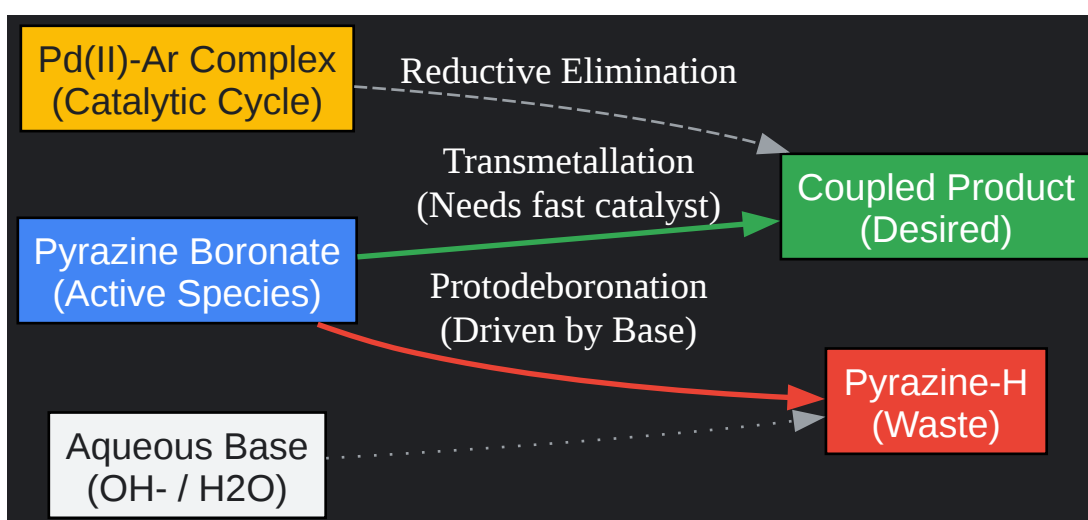 Pd(II)-Ar Complex
(Catalytic Cycle)
Reductive Elimination
Transmetallation
(Needs fast catalyst)
Coupled Product
(Desired)
Pyrazine Boronate
(Active Species)
Protodeboronation
(Driven by Base)
Pyrazine-H
(Waste)
Aqueous Base
(OH- / H2O)